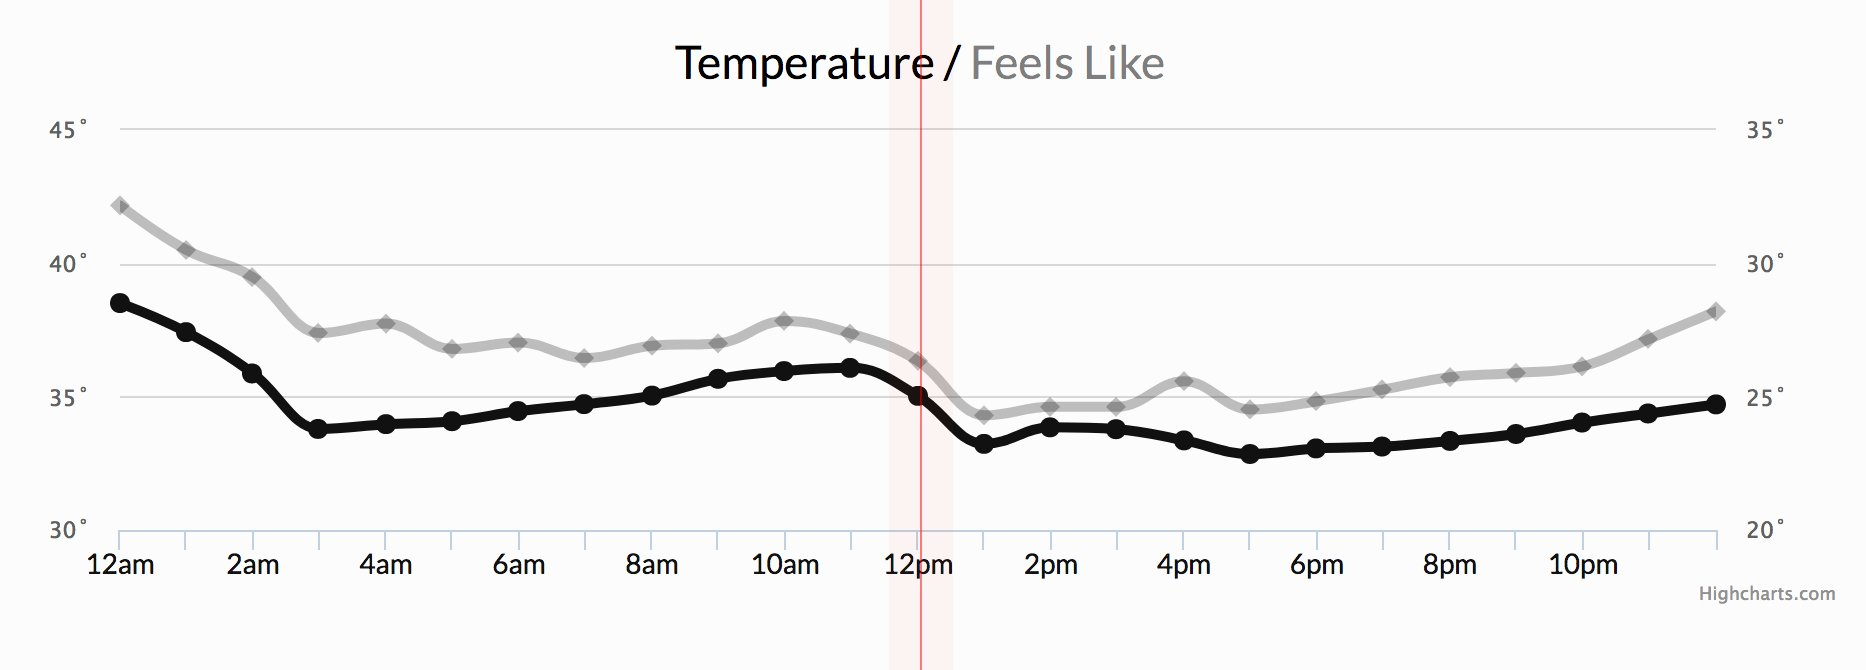 Temperature / Feels Like
45° 35°
40° 30°
35° 25°
30° 20°
12am 2am 4am 6am 8am 10am 12pm 2pm 4pm 6pm 8pm 10pm
Highcharts.com